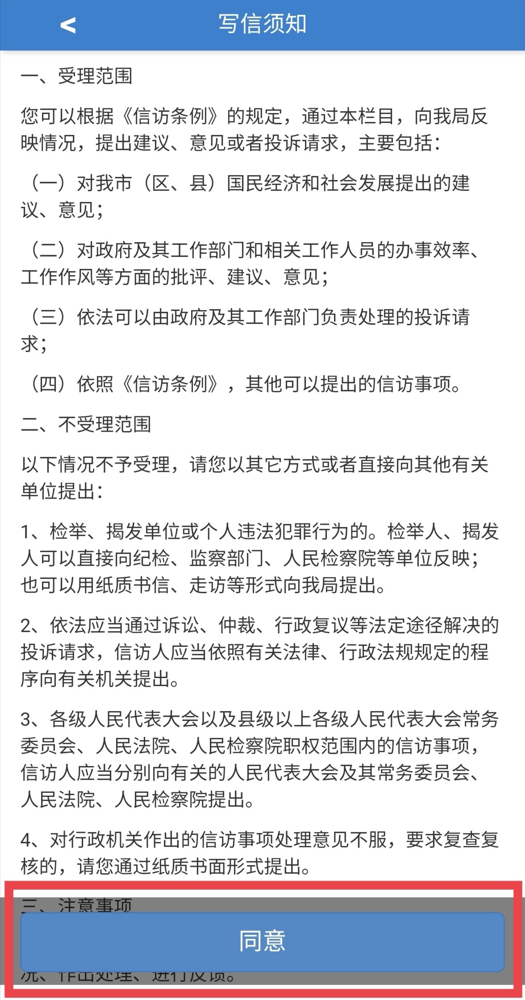 <
写信须知
一、受理范围
您可以根据《信访条例》的规定，通过本栏目，向我局反
映情况，提出建议、意见或者投诉请求，主要包括：
（一）对我市（区、县）国民经济和社会发展提出的建
议、意见；
（二）对政府及其工作部门和相关工作人员的办事效率、
工作作风等方面的批评、建议、意见；
（三）依法可以由政府及其工作部门负责处理的投诉请
求；
（四）依照《信访条例》，其他可以提出的信访事项。
二、不受理范围
以下情况不予受理，请您以其它方式或者直接向其他有关
单位提出：
1、检举、揭发单位或个人违法犯罪行为的。检举人、揭发
人可以直接向纪检、监察部门、人民检察院等单位反映；
也可以用纸质书信、走访等形式向我局提出。
2、依法应当通过诉讼、仲裁、行政复议等法定途径解决的
投诉请求，信访人应当依照有关法律、行政法规规定的程
序向有关机关提出。
3、各级人民代表大会以及县级以上各级人民代表大会常务
委员会、人民法院、人民检察院职权范围内的信访事项，
信访人应当分别向有关的人民代表大会及其常务委员会、
人民法院、人民检察院提出。
4、对行政机关作出的信访事项处理意见不服，要求复查复
核的，请您通过纸质书面形式提出。
三、注意事项
同意
况、作出处理、进行反馈。